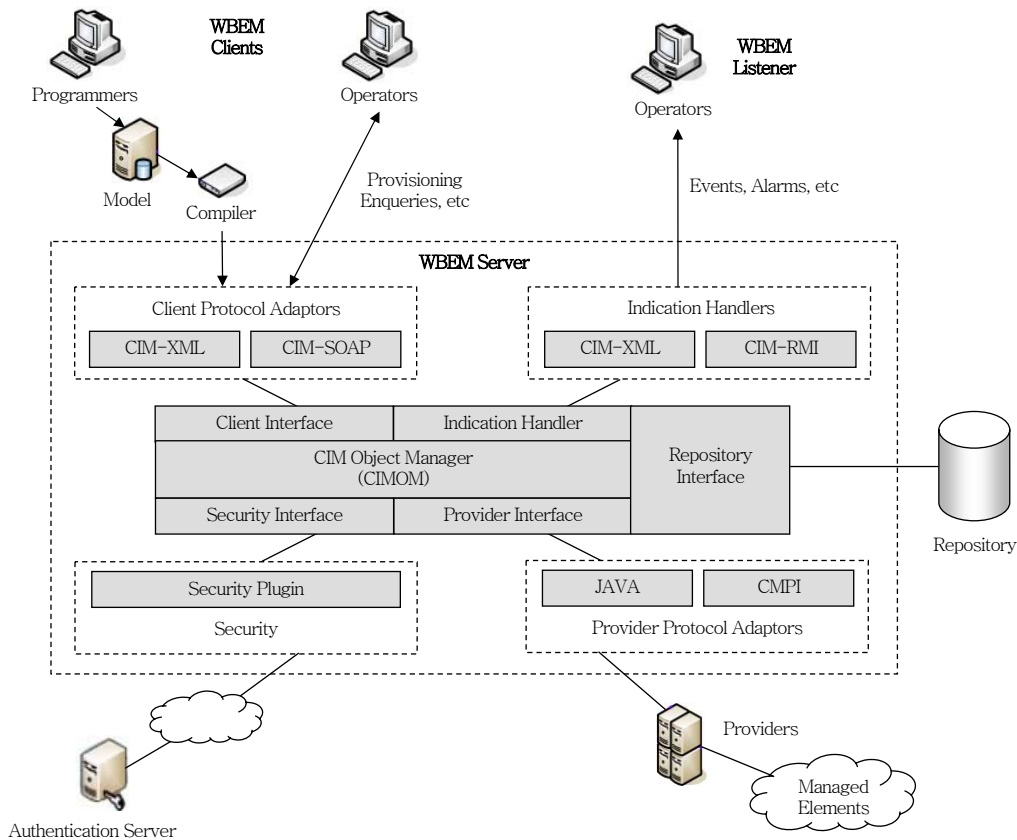 WBEM
Clients
WBEM
Listener
Programmers
Operators
Operators
Model
Compiler
Provisioning
Enqueries, etc
Events, Alarms, etc
WBEM Server
Client Protocol Adaptors
CIM-XML
CIM-SOAP
Indication Handlers
CIM-XML
CIM-RMI
Client Interface
Indication Handler
CIM Object Manager
(CIMOM)
Repository
Interface
Security Interface
Provider Interface
Repository
Security Plugin
Security
JAVA
CMPI
Provider Protocol Adaptors
Providers
Managed
Elements
Authentication Server